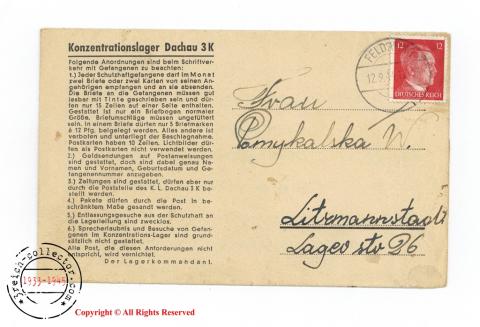 Konzentrationslager Dachau 3 K
Folgende Anordnungen sind beim Schriftver-
kehr mit Gefangenen zu beachten:
1.) Jeder Schutzhaftgefangene darf im Monat
zwei Briefe oder zwei Karten von seinen An-
gehörigen empfangen und an sie absenden.
Die Briefe an die Gefangenen müssen gut
lesbar mit Tinte geschrieben sein und dür-
fen nur 15 Zeilen auf einer Seite enthalten.
Gestattet ist nur ein Briefbogen normaler
Größe. Briefumschläge müssen ungefüttert
sein. In einem Briefe dürfen nur 5 Briefmarken
à 12 Pfg. beigelegt werden. Alles andere ist
verboten und unterliegt der Beschlagnahme.
Postkarten haben 10 Zeilen. Lichtbilder dür-
fen als Postkarten nicht verwendet werden.
2.) Geldsendungen auf Postanweisungen
sind gestattet, doch sind dabei genau Na-
men und Vornamen, Geburtsdatum und Ge-
fangenennummer anzugeben.
3.) Zeitungen sind gestattet, dürfen aber nur
durch die Poststelle des K. L. Dachau 3 K be-
stellt werden.
4.) Pakete dürfen durch die Post in be-
schränktem Maße gesandt werden.
5.) Entlassungsgesuche aus der Schutzhaft an
die Lagerleitung sind zwecklos.
6.) Sprecherlaubnis und Besuche von Gefan-
genen im Konzentrations-Lager sind grund-
sätzlich nicht gestattet.
Alle Post, die diesen Anforderungen nicht
entspricht, wird vernichtet.
Der Lagerkommandant.
12.9.
12 12
DEUTSCHES REICH
Frau
W.
Litzmannstadt
3reich-collector.com
1933-1945
Copyright © All Rights Reserved